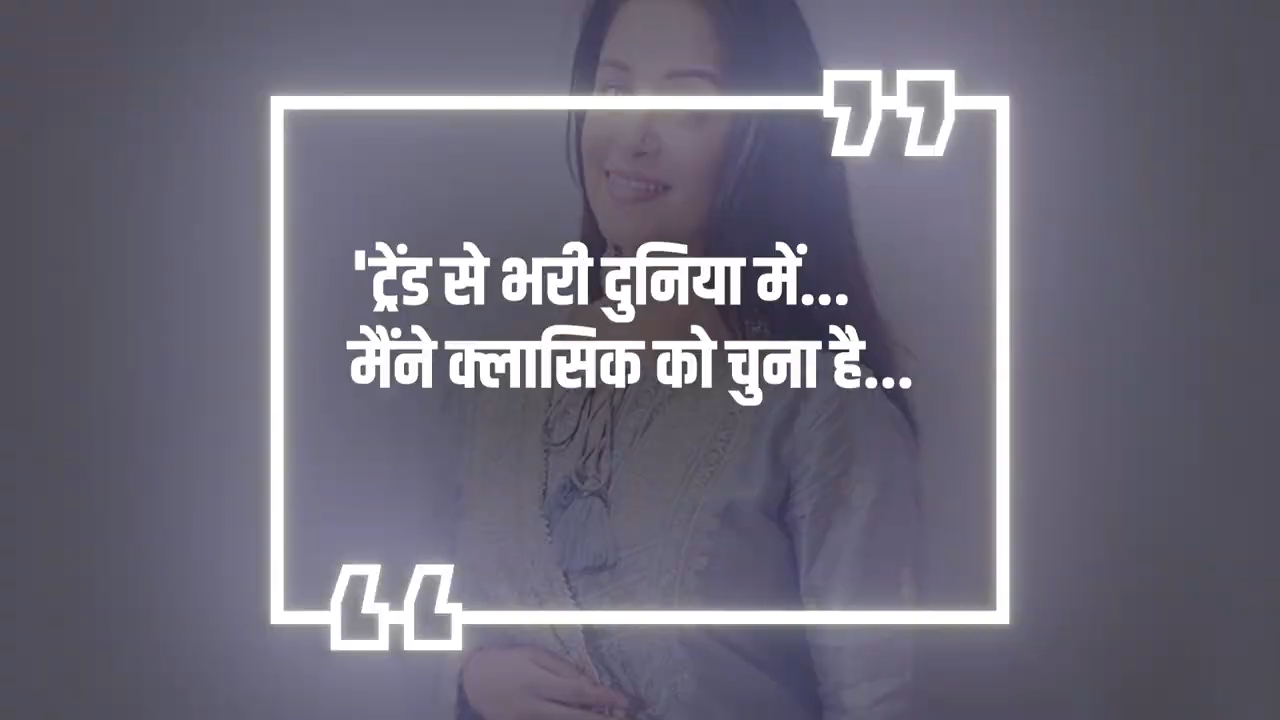 'ट्रेंड से भरी दुनिया में...
मैंने क्लासिक को चुना है...